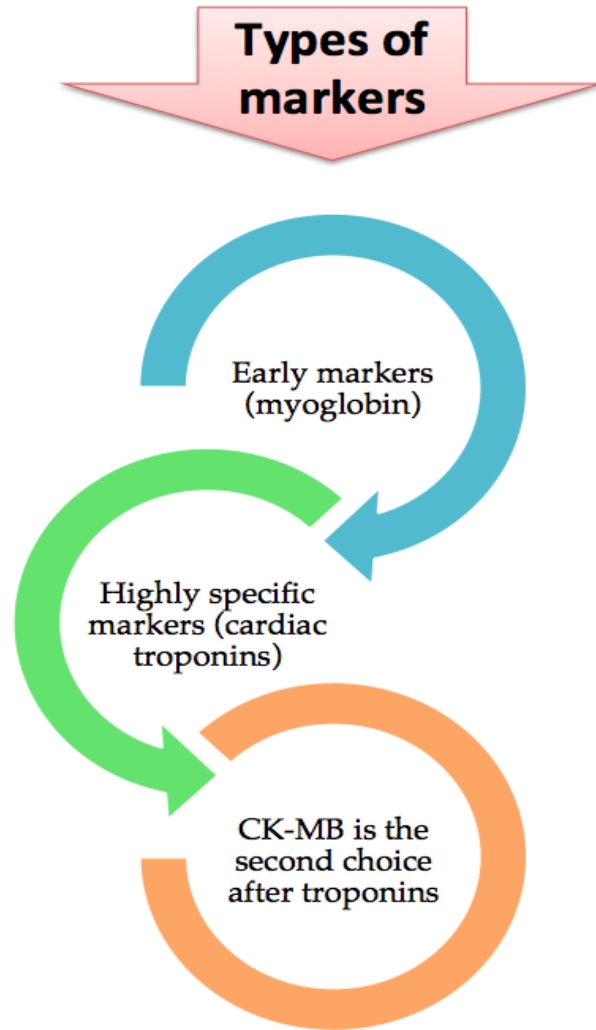 Types of
markers
Early markers
(myoglobin)
Highly specific
markers (cardiac
troponins)
CK-MB is the
second choice
after troponins